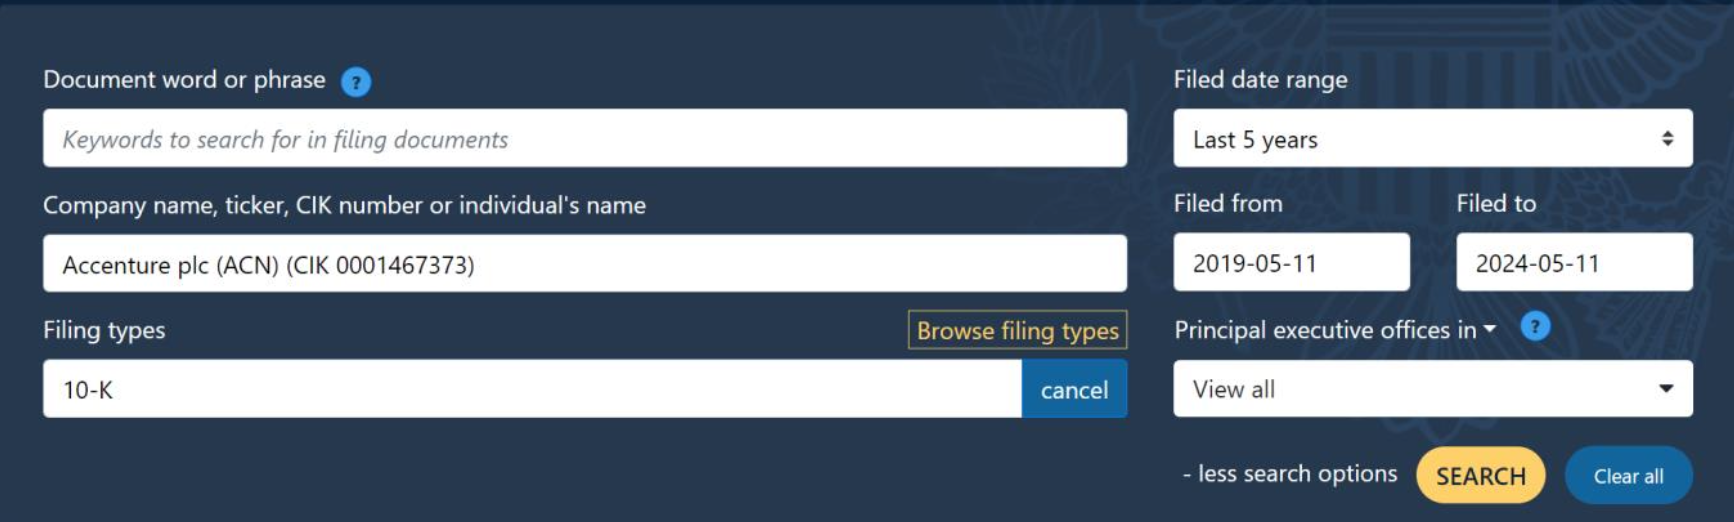 Document word or phrase ?
Keywords to search for in filing documents
Company name, ticker, CIK number or individual's name
Accenture plc (ACN) (CIK 0001467373)
Filing types
Browse filing types
10-K
cancel
Filed date range
Last 5 years
Filed from
Filed to
2019-05-11
2024-05-11
Principal executive offices in ?
View all
- less search options
SEARCH
Clear all